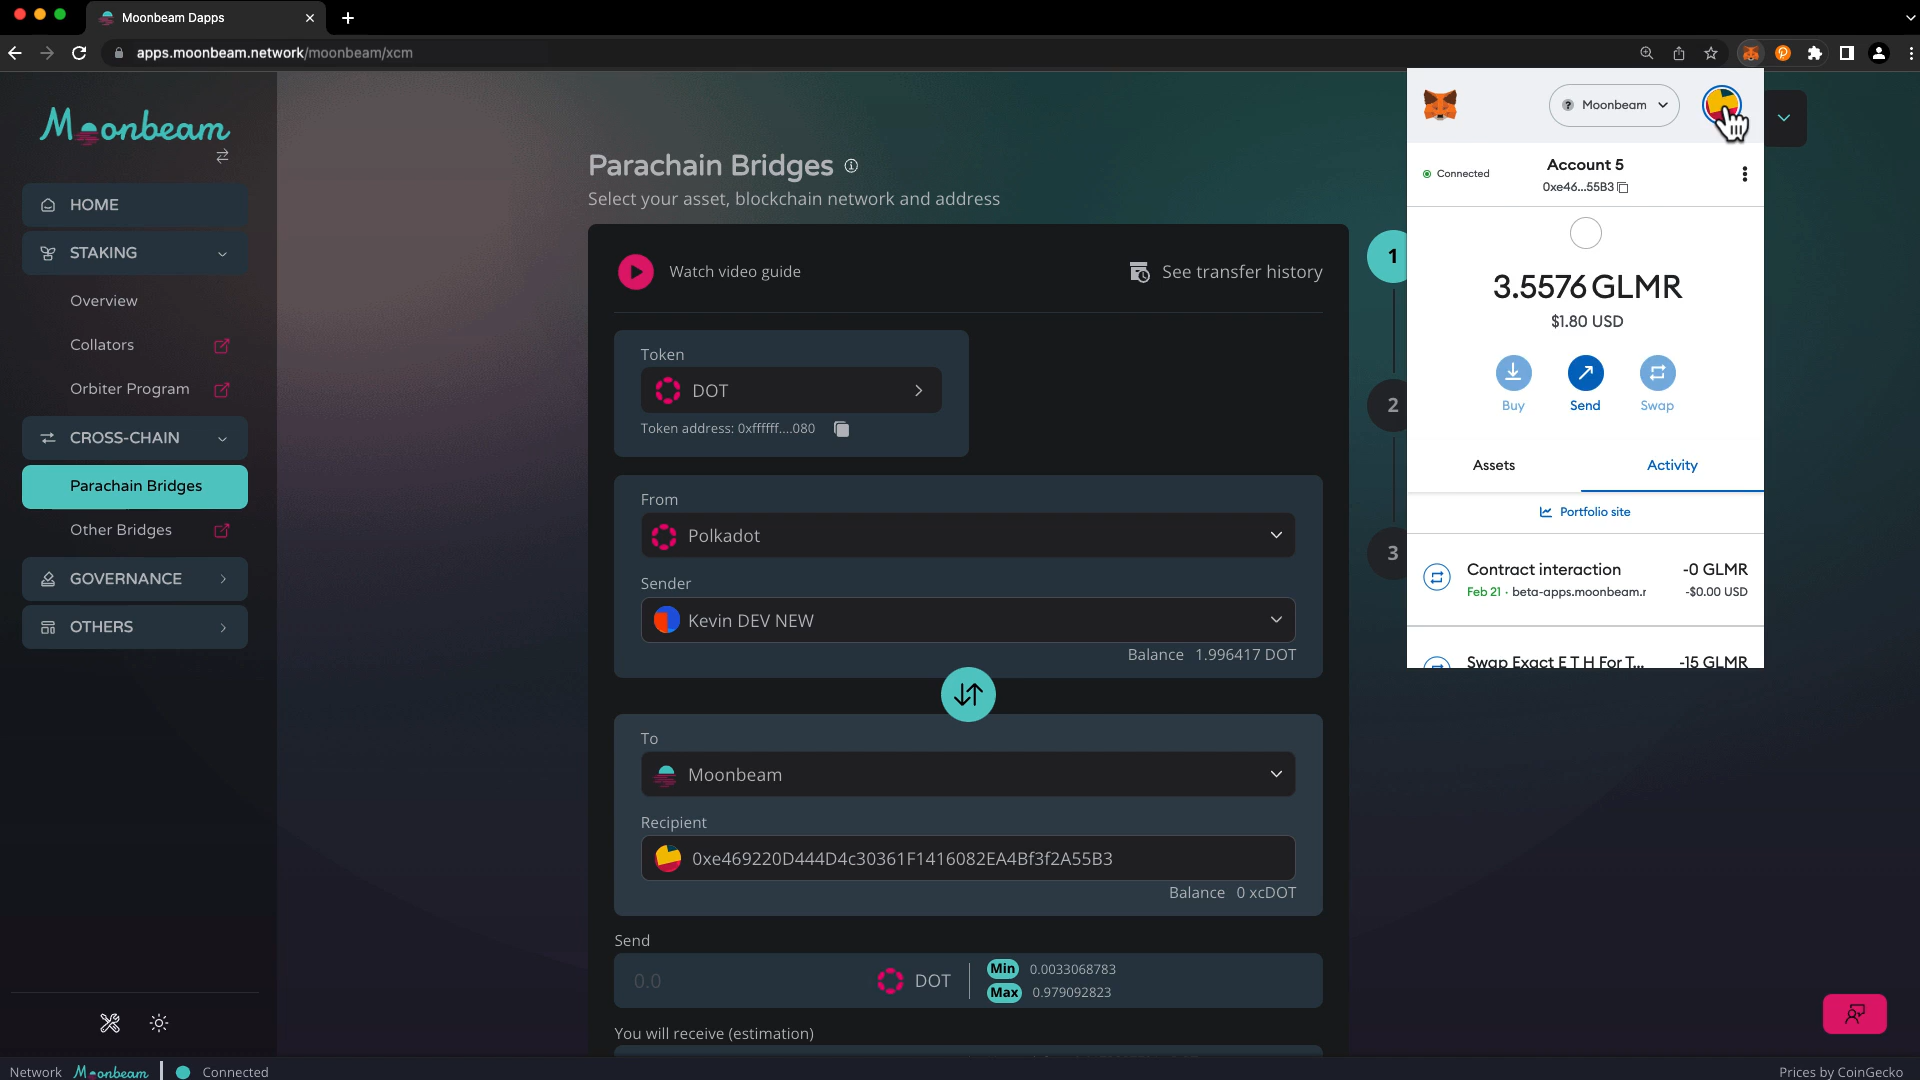 Moonbeam Dapps
apps.moonbeam.network/moonbeam/xcm
Moonbeam
HOME
STAKING
Overview
Collators
Orbiter Program
CROSS-CHAIN
Parachain Bridges
Other Bridges
GOVERNANCE
OTHERS
Parachain Bridges
Select your asset, blockchain network and address
Watch video guide
See transfer history
Token
DOT
Token address: 0xffffff....080
From
Polkadot
Sender
Kevin DEV NEW
Balance 1.996417 DOT
To
Moonbeam
Recipient
0xe469220D444D4c30361F1416082EA4Bf3f2A55B3
Balance 0 xcDOT
Send
0.0
DOT
Min 0.0033068783
Max 0.979092823
You will receive (estimation)
1
2
3
Moonbeam
Connected
Account 5
0xe46...55B3
3.5576 GLMR
$1.80 USD
Buy
Send
Swap
Assets
Activity
Portfolio site
Contract interaction
-0 GLMR
Feb 21 · beta-apps.moonbeam.r
-$0.00 USD
Swap Exact E T H For T...
-15 GLMR
Network Moonbeam
Connected
Prices by CoinGecko